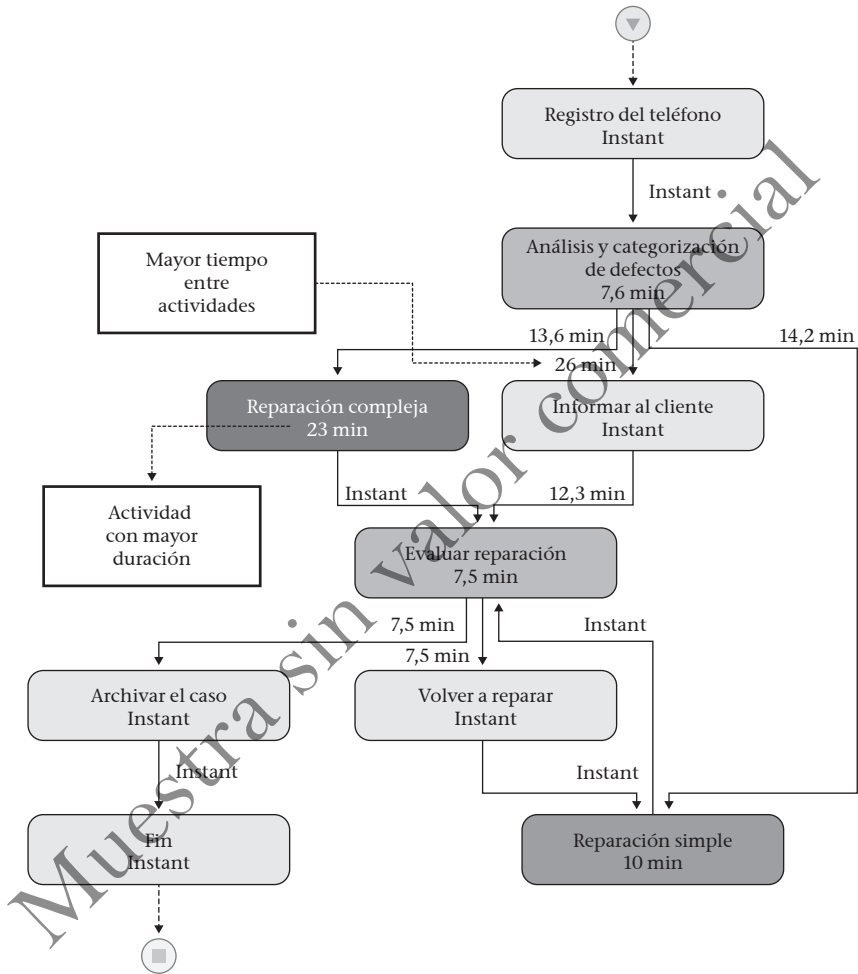 Registro del teléfono
Instant
Instant
Mayor tiempo
entre
actividades
Análisis y categorización
de defectos
7,6 min
13,6 min
14,2 min
26 min
Reparación compleja
23 min
Informar al cliente
Instant
Actividad
con mayor
duración
Instant
12,3 min
Evaluar reparación
7,5 min
7,5 min
Instant
7,5 min
Archivar el caso
Instant
Volver a reparar
Instant
Instant
Instant
Fin
Instant
Reparación simple
10 min
Muestra sin valor comercial